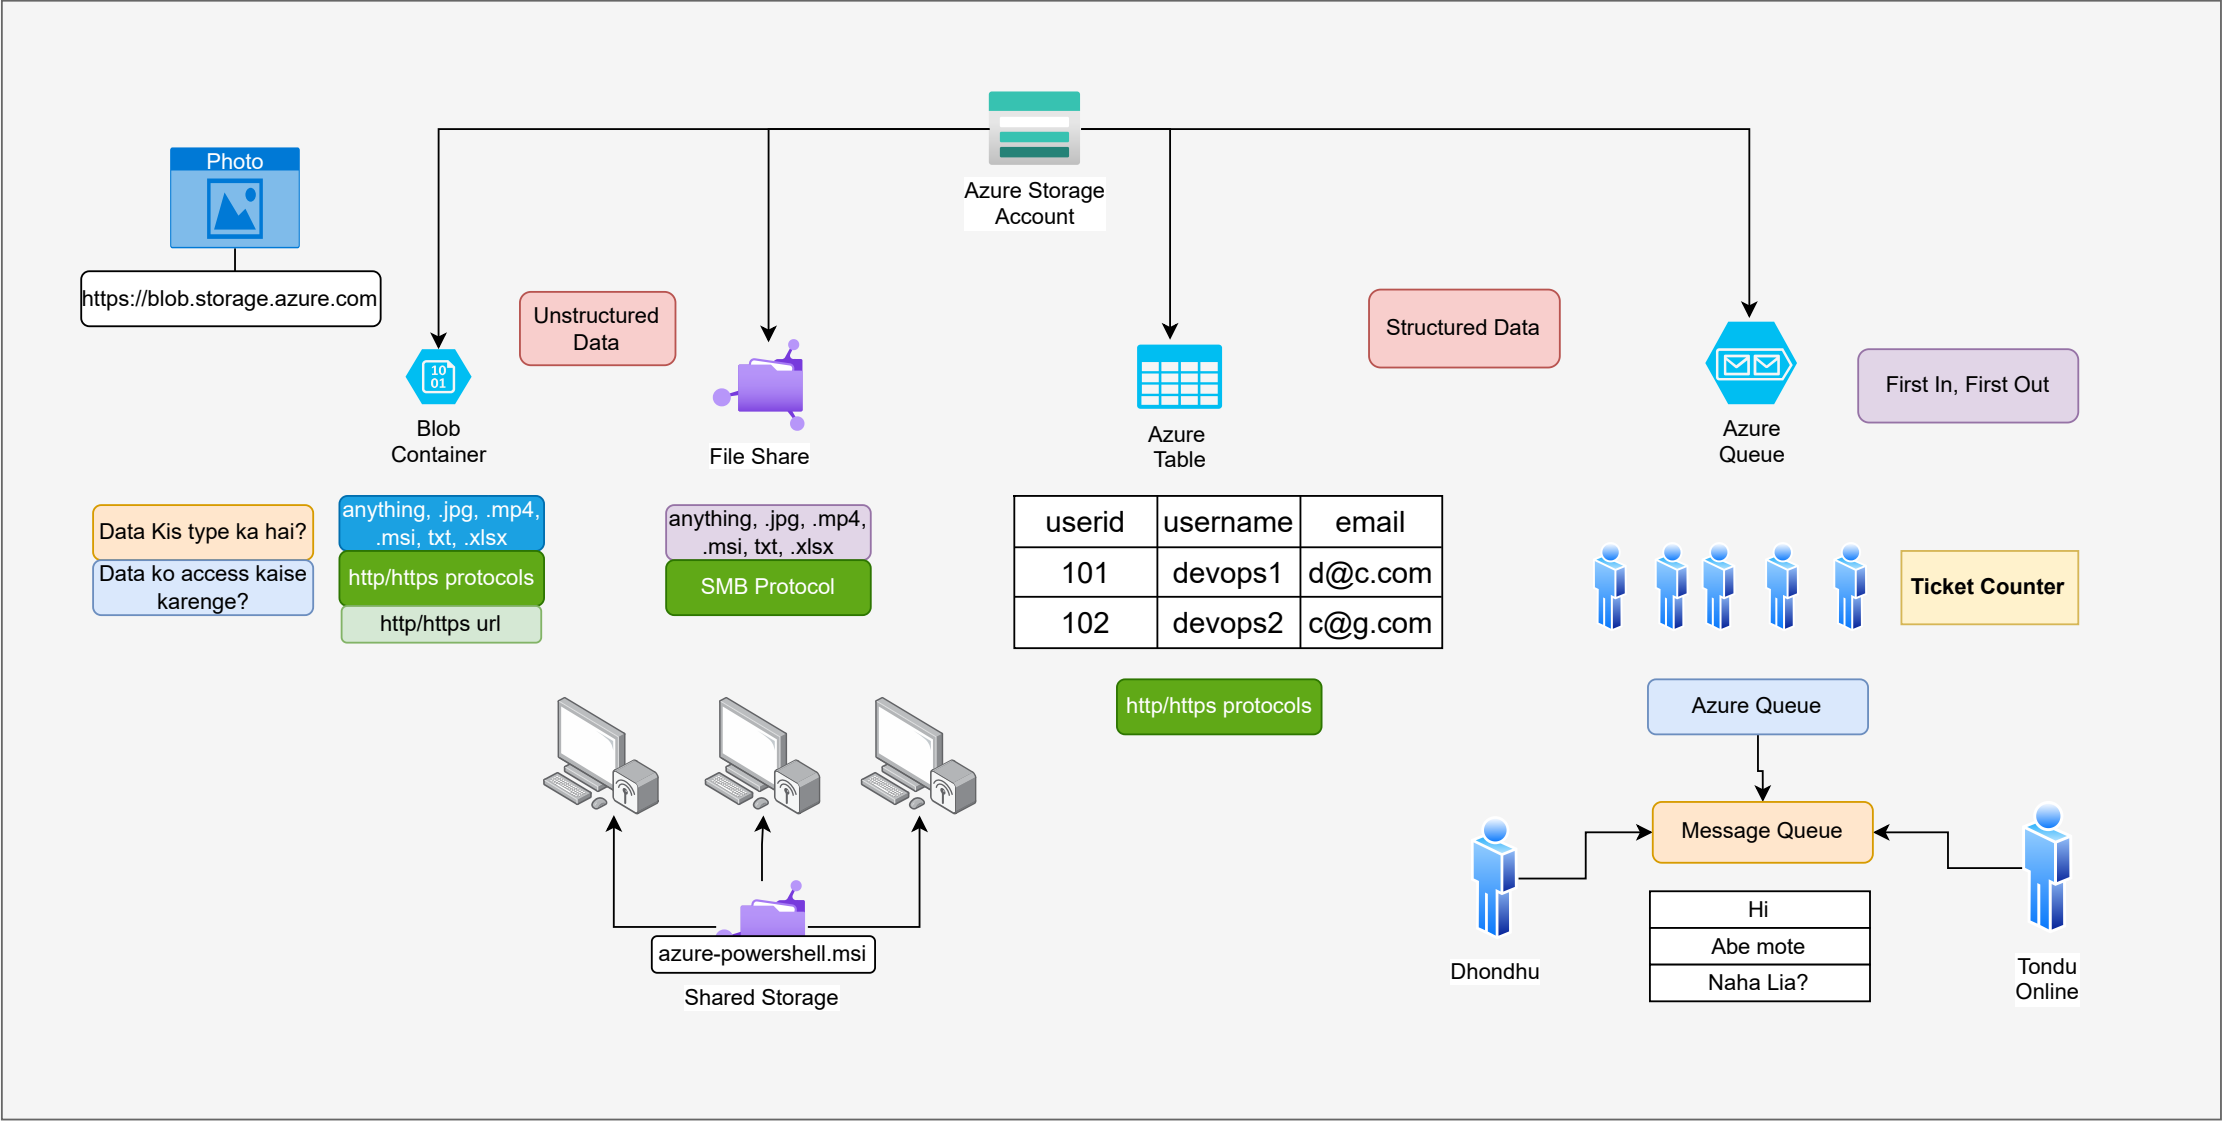 Azure Storage
Account
Photo
https://blob.storage.azure.com
Unstructured
Data
Structured Data
Blob
Container
File Share
Azure
Table
Azure
Queue
First In, First Out
Data Kis type ka hai?
Data ko access kaise
karenge?
anything, .jpg, .mp4,
.msi, txt, .xlsx
http/https protocols
http/https url
anything, .jpg, .mp4,
.msi, txt, .xlsx
SMB Protocol
userid username email
101 devops1 d@c.com
102 devops2 c@g.com
http/https protocols
Ticket Counter
Azure Queue
Message Queue
Hi
Abe mote
Naha Lia?
Dhondhu
Tondu
Online
azure-powershell.msi
Shared Storage
10
01